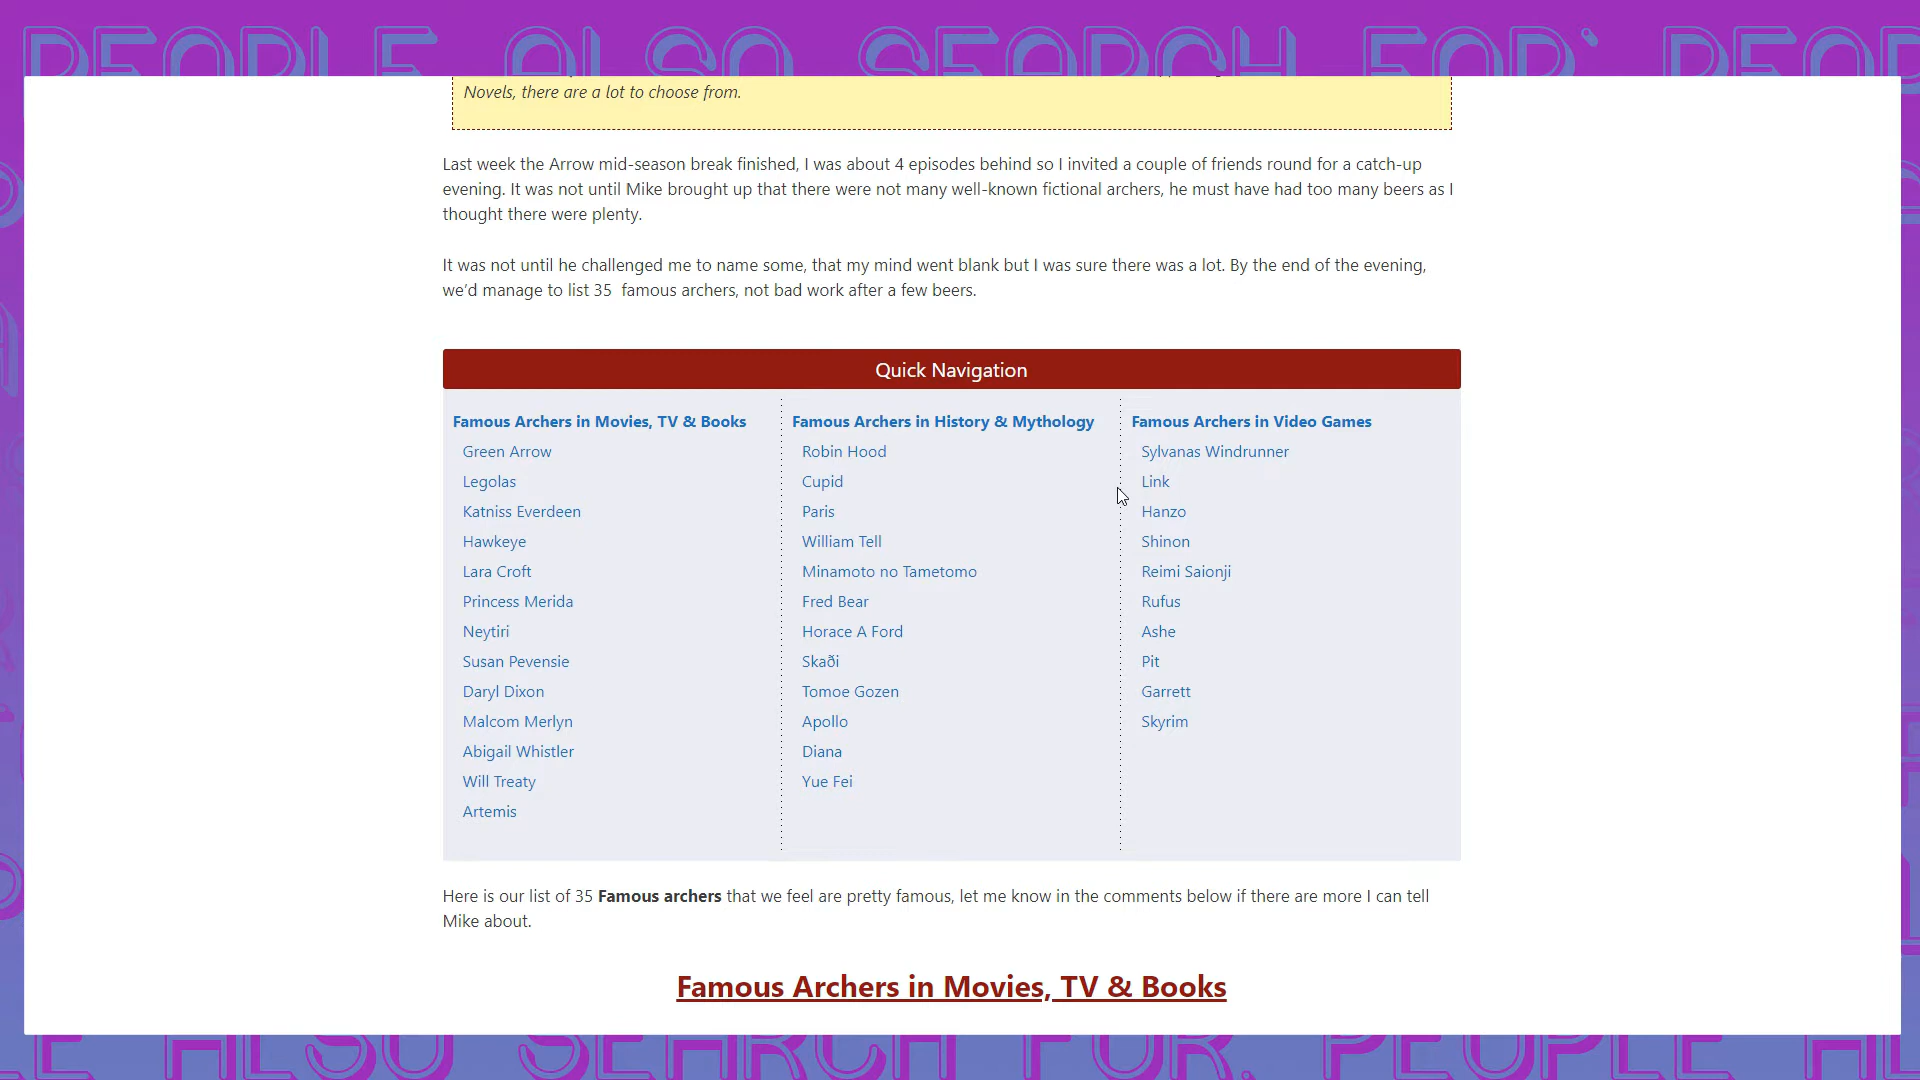 PEOPLE ALSO SEARCH FOR:
Novels, there are a lot to choose from.
Last week the Arrow mid-season break finished, I was about 4 episodes behind so I invited a couple of friends round for a catch-up
evening. It was not until Mike brought up that there were not many well-known fictional archers, he must have had too many beers as I
thought there were plenty.
It was not until he challenged me to name some, that my mind went blank but I was sure there was a lot. By the end of the evening,
we'd manage to list 35 famous archers, not bad work after a few beers.
Quick Navigation
Famous Archers in Movies, TV & Books
Green Arrow
Legolas
Katniss Everdeen
Hawkeye
Lara Croft
Princess Merida
Neytiri
Susan Pevensie
Daryl Dixon
Malcom Merlyn
Abigail Whistler
Will Treaty
Artemis
Famous Archers in History & Mythology
Robin Hood
Cupid
Paris
William Tell
Minamoto no Tametomo
Fred Bear
Horace A Ford
Skaði
Tomoe Gozen
Apollo
Diana
Yue Fei
Famous Archers in Video Games
Sylvanas Windrunner
Link
Hanzo
Shinon
Reimi Saionji
Rufus
Ashe
Pit
Garrett
Skyrim
Here is our list of 35 Famous archers that we feel are pretty famous, let me know in the comments below if there are more I can tell
Mike about.
Famous Archers in Movies, TV & Books
ALSO SEARCH FOR. PEOPLE